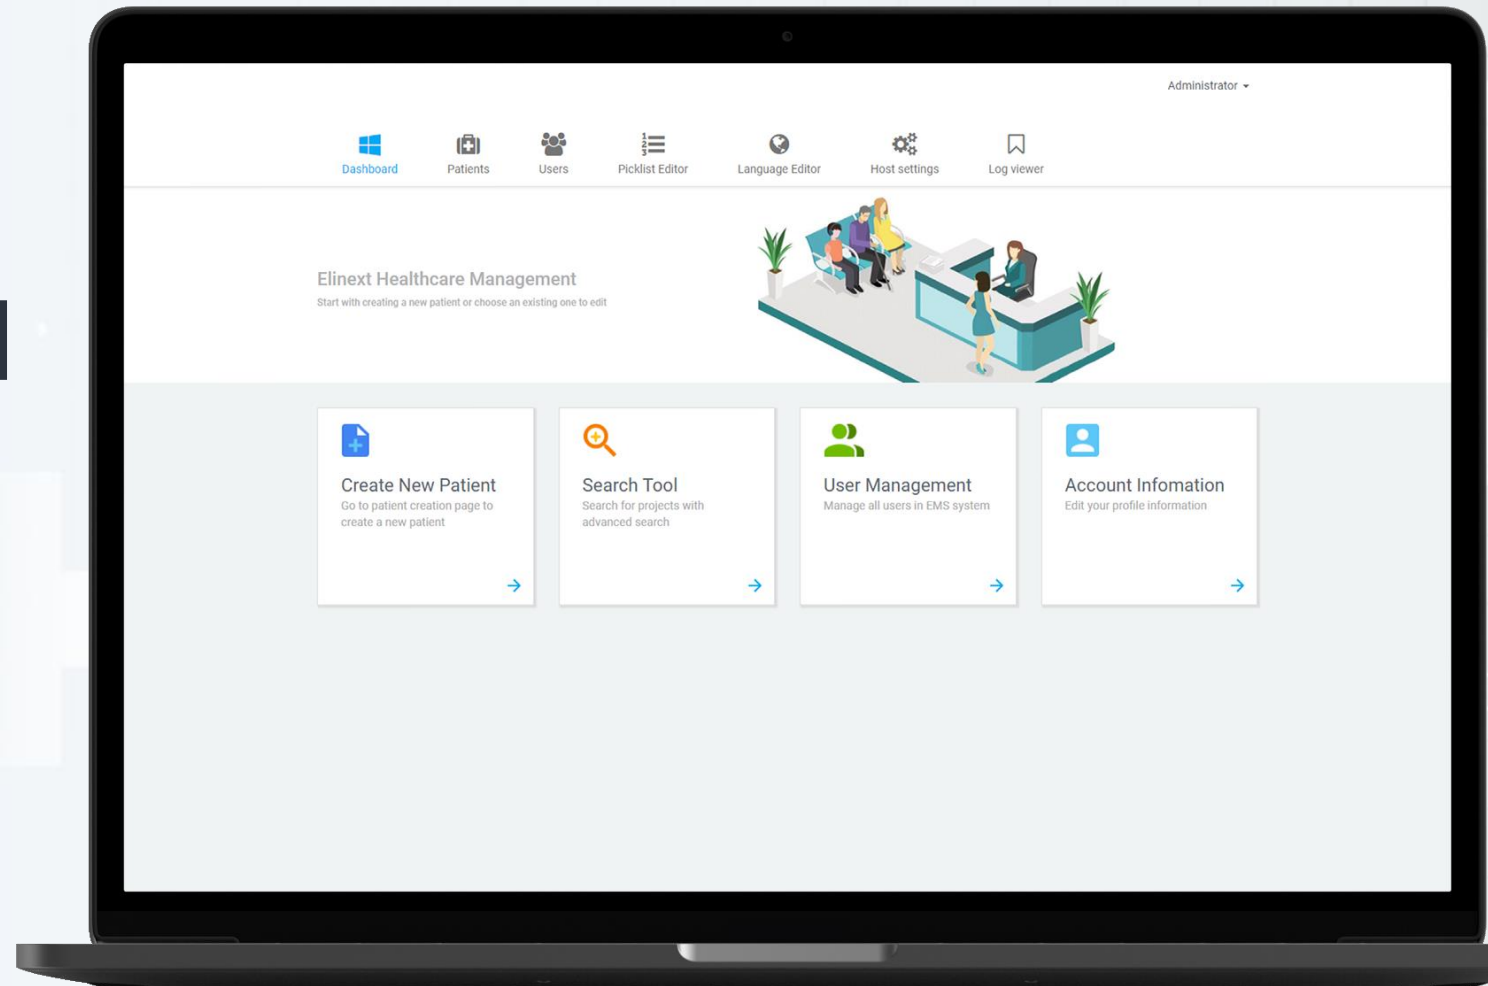 Administrator
Dashboard
Patients
Users
Picklist Editor
Language Editor
Host settings
Log viewer
Elinext Healthcare Management
Start with creating a new patient or choose an existing one to edit
Create New Patient
Go to patient creation page to
create a new patient
Search Tool
Search for projects with
advanced search
User Management
Manage all users in EMS system
Account Infomation
Edit your profile information